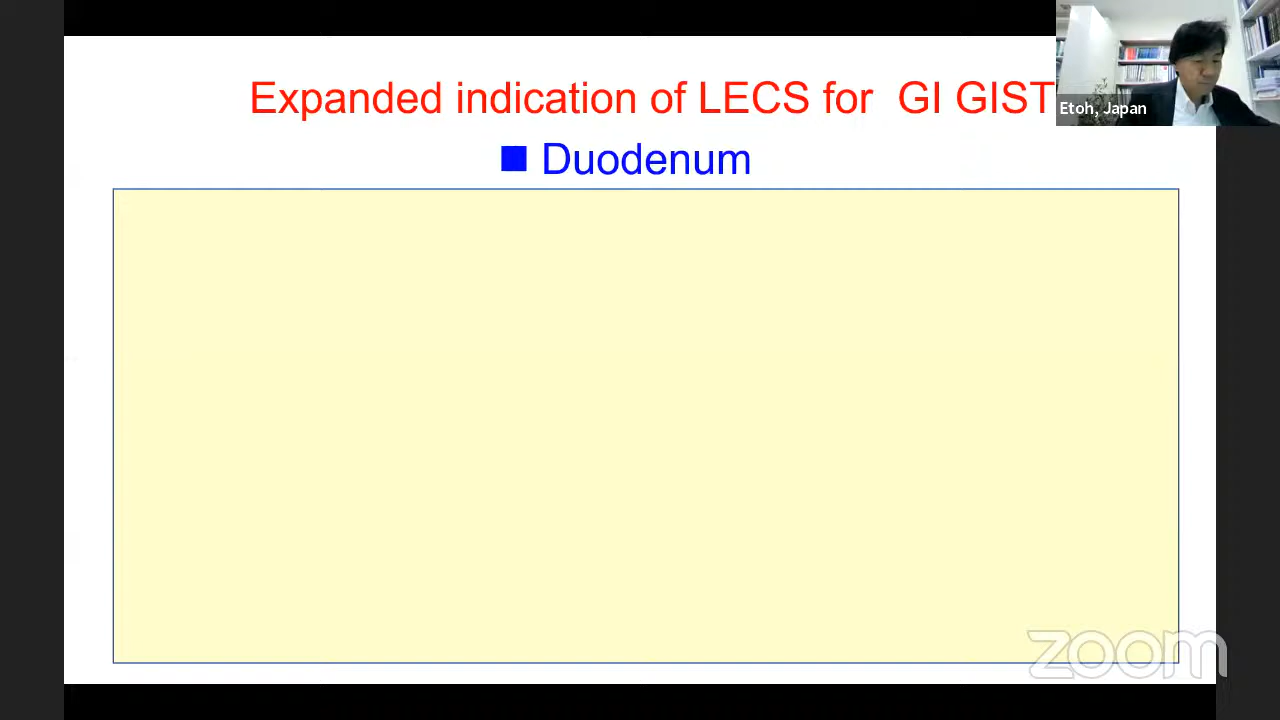 Expanded indication of LECS for GI GIST
Etoh, Japan
■ Duodenum
zoom